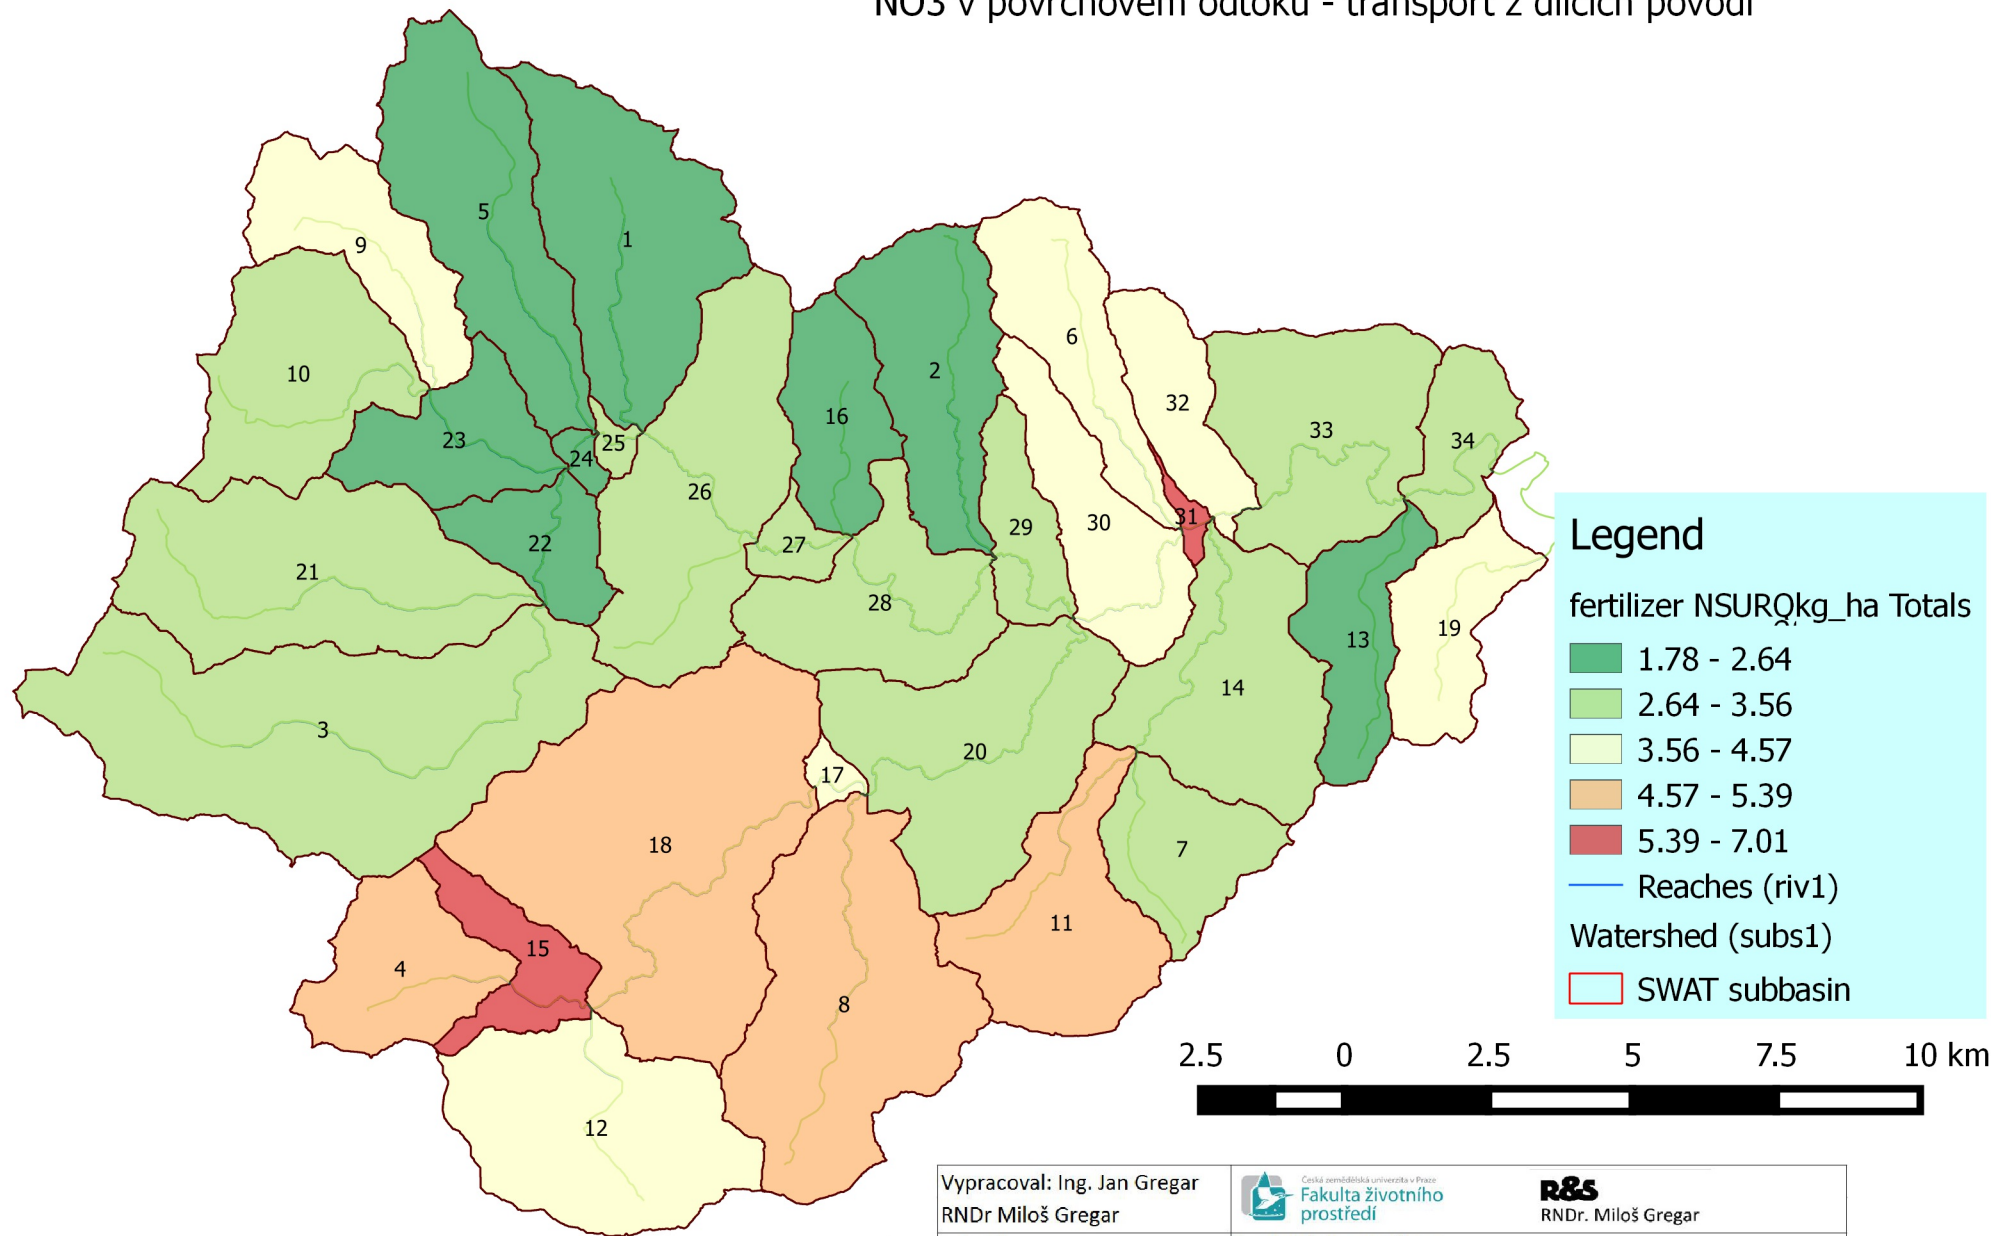 NO3 v povrchovém odtoku - transport z dílčích povodí
5
1
9
6
2
10
32
16
33
23
34
25
24
26
31
30
29
22
27
21
28
13
19
14
3
20
17
18
7
11
15
4
8
12
Legend
fertilizer NSURQkg_ha Totals
1.78 - 2.64
2.64 - 3.56
3.56 - 4.57
4.57 - 5.39
5.39 - 7.01
Reaches (riv1)
Watershed (subs1)
SWAT subbasin
2.5 0 2.5 5 7.5 10 km
Vypracoval: Ing. Jan Gregar
RNDr Miloš Gregar
Česká zemědělská univerzita v Praze
Fakulta životního
prostředí
R&S
RNDr. Miloš Gregar